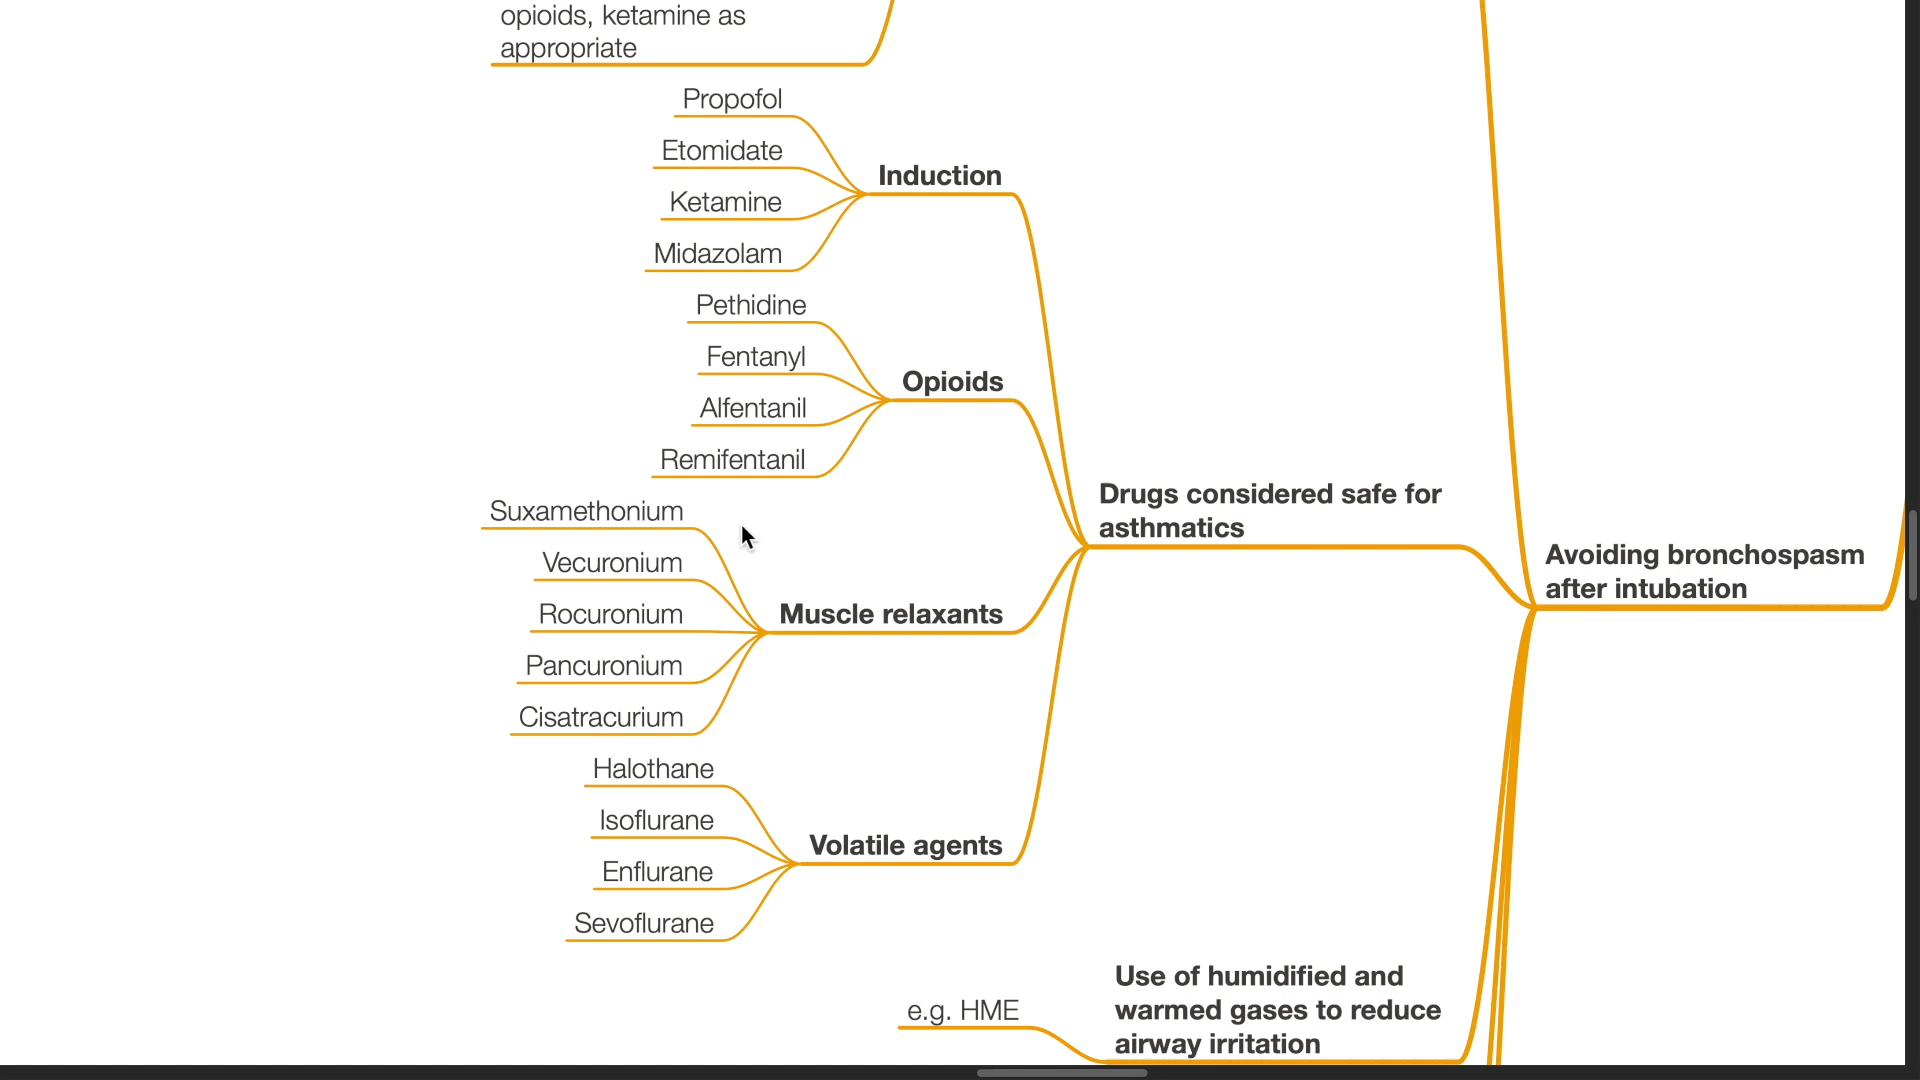 opioids, ketamine as
appropriate
Propofol
Etomidate
Ketamine
Midazolam
Induction
Pethidine
Fentanyl
Alfentanil
Remifentanil
Opioids
Suxamethonium
Vecuronium
Rocuronium
Pancuronium
Cisatracurium
Muscle relaxants
Halothane
Isoflurane
Enflurane
Sevoflurane
Volatile agents
Drugs considered safe for
asthmatics
Avoiding bronchospasm
after intubation
e.g. HME
Use of humidified and
warmed gases to reduce
airway irritation